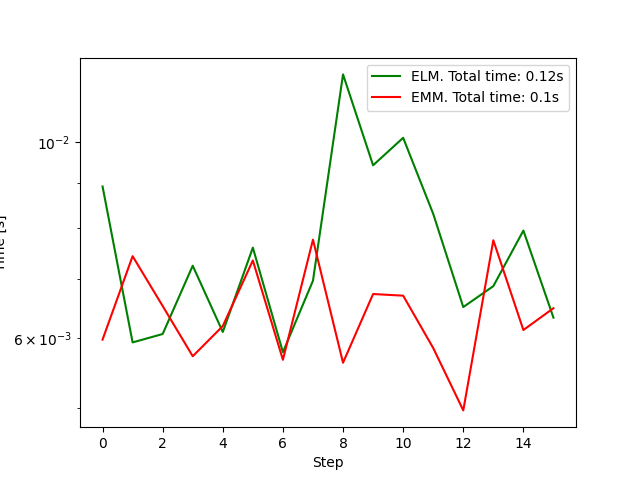 ELM. Total time: 0.12s
EMM. Total time: 0.1s
10⁻²
6 × 10⁻³
[s]
0 2 4 6 8 10 12 14
Step